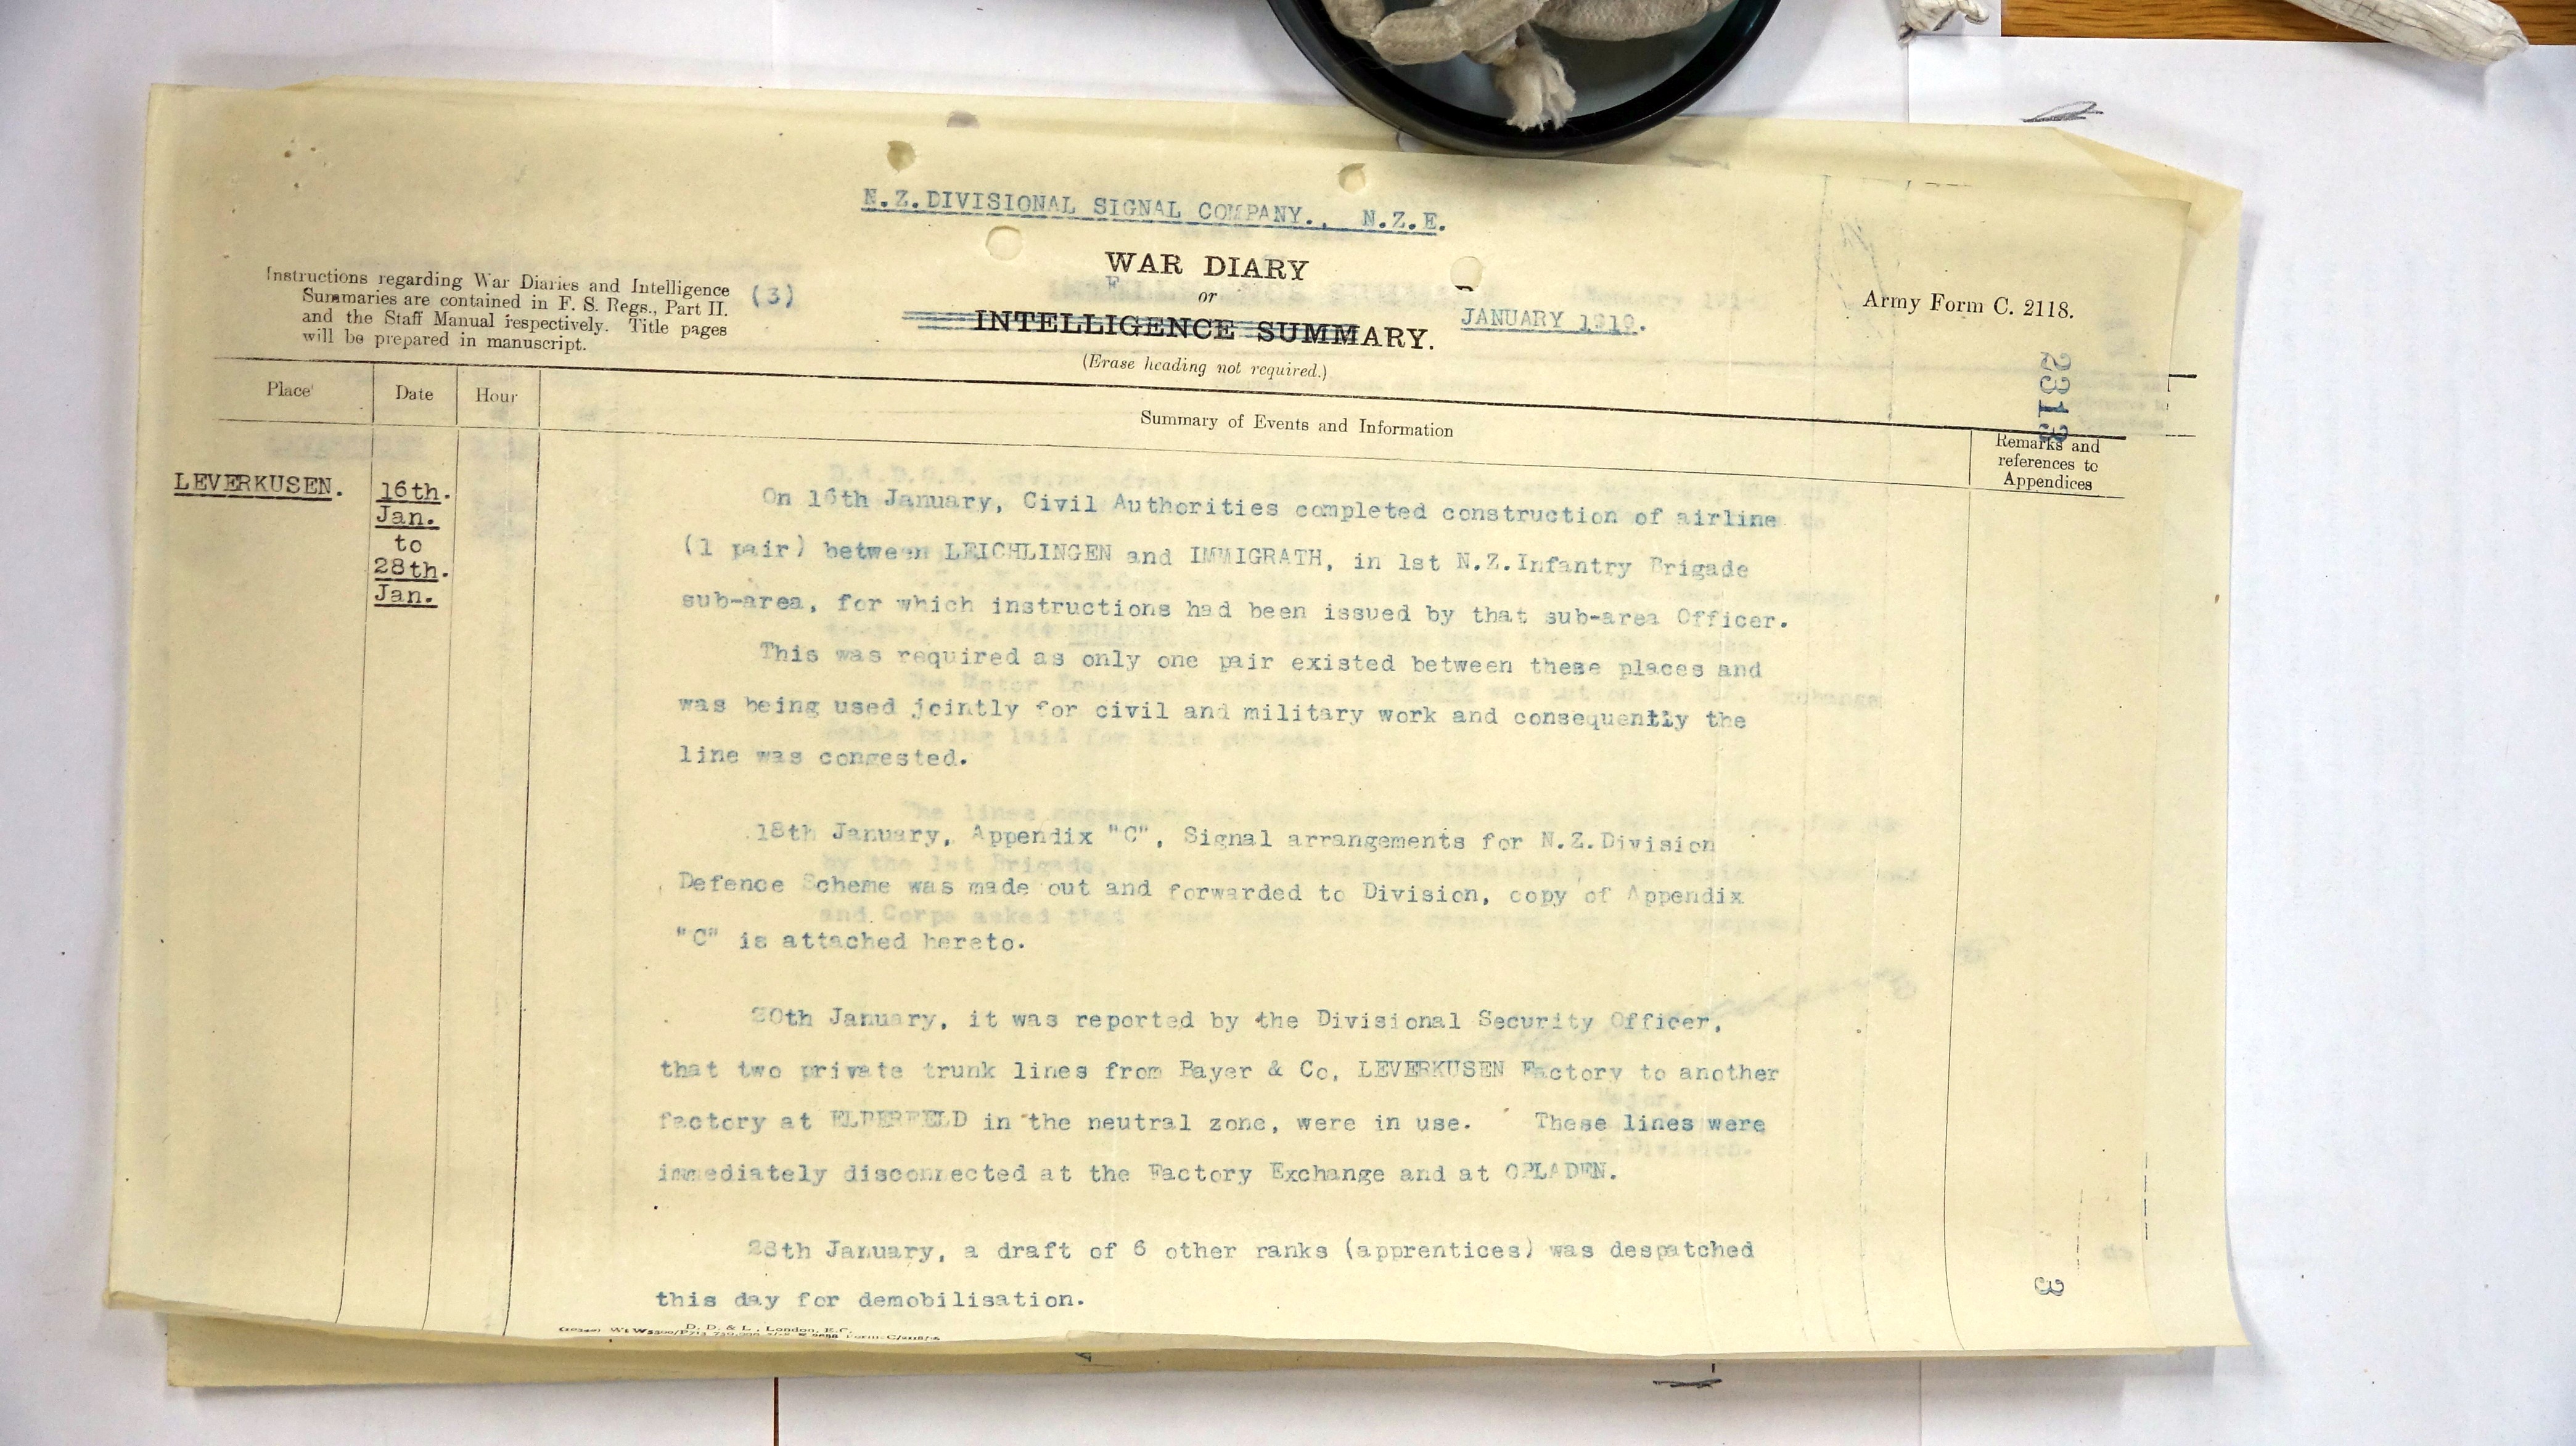 N.Z.DIVISIONAL SIGNAL COMPANY., N.Z.E.
WAR DIARY
or
INTELLIGENCE SUMMARY.
(Erase heading not required.)
JANUARY 1919.
Army Form C. 2118.
Instructions regarding War Diaries and Intelligence
Summaries are contained in F. S. Regs., Part II.
and the Staff Manual respectively. Title pages
will be prepared in manuscript.
(3)
2313
Place
Date
Hour
Summary of Events and Information
Remarks and
references to
Appendices
LEVERKUSEN.
16th.
Jan.
to
28th.
Jan.
On 16th January, Civil Authorities completed construction of airline
(1 pair) between LEICHLINGEN and IMMIGRATH, in 1st N.Z.Infantry Brigade
sub-area, for which instructions had been issued by that sub-area Officer.
This was required as only one pair existed between these places and
was being used jointly for civil and military work and consequently the
line was congested.
18th January, Appendix "C", Signal arrangements for N.Z.Division
Defence Scheme was made out and forwarded to Division, copy of Appendix
"C" is attached hereto.
20th January, it was reported by the Divisional Security Officer,
that two private trunk lines from Bayer & Co, LEVERKUSEN Factory to another
factory at ELBERFELD in the neutral zone, were in use. These lines were
immediately disconnected at the Factory Exchange and at OPLADEN.
28th January, a draft of 6 other ranks (apprentices) was despatched
this day for demobilisation.
D. D. & L., London, E.C.
3